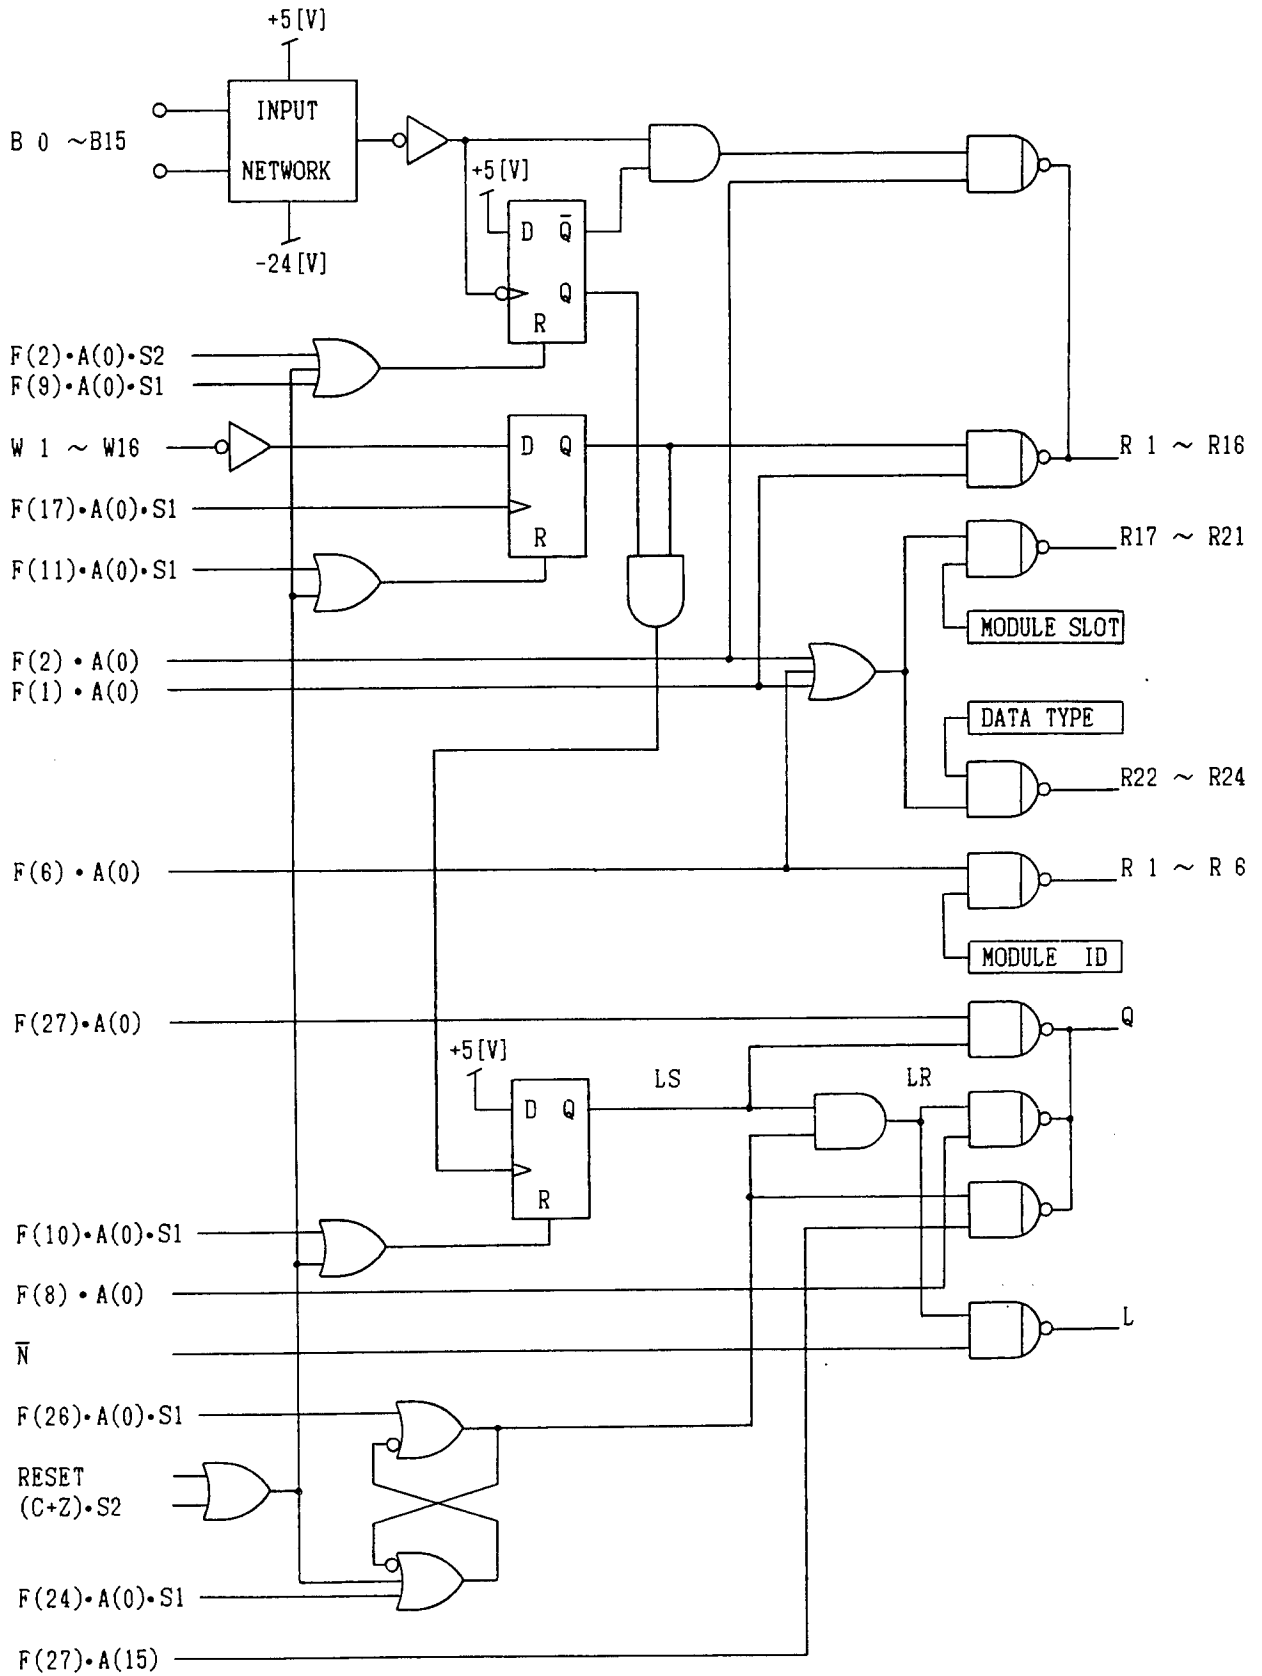 +5[V]
INPUT
NETWORK
B 0 ~B15
-24[V]
+5[V]
D Q̅
Q
R
F(2)•A(0)•S2
F(9)•A(0)•S1
W 1 ~ W16
D Q
R 1 ~ R16
F(17)•A(0)•S1
R
R17 ~ R21
F(11)•A(0)•S1
MODULE SLOT
F(2) • A(0)
F(1) • A(0)
DATA TYPE
R22 ~ R24
F(6) • A(0)
R 1 ~ R 6
MODULE ID
F(27)•A(0)
Q
+5[V]
LS
LR
D Q
R
F(10)•A(0)•S1
F(8) • A(0)
L
N̅
F(26)•A(0)•S1
RESET
(C+Z)•S2
F(24)•A(0)•S1
F(27)•A(15)